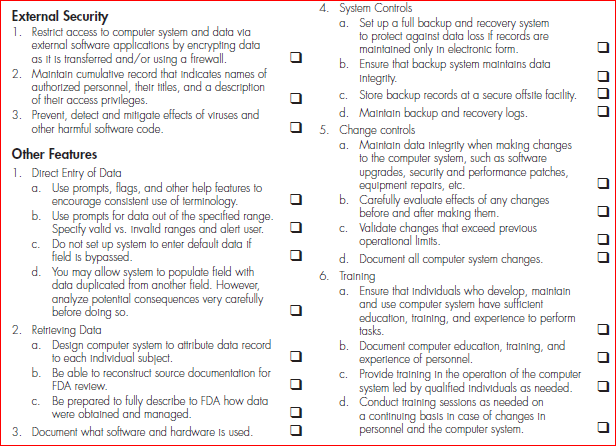 External Security
1. Restrict access to computer system and data via
external software applications by encrypting data
as it is transferred and/or using a firewall. ❑
2. Maintain cumulative record that indicates names of
authorized personnel, their titles, and a description
of their access privileges. ❑
3. Prevent, detect and mitigate effects of viruses and
other harmful software code. ❑
Other Features
1. Direct Entry of Data
a. Use prompts, flags, and other help features to
encourage consistent use of terminology. ❑
b. Use prompts for data out of the specified range.
Specify valid vs. invalid ranges and alert user. ❑
c. Do not set up system to enter default data if
field is bypassed. ❑
d. You may allow system to populate field with
data duplicated from another field. However,
analyze potential consequences very carefully
before doing so. ❑
2. Retrieving Data
a. Design computer system to attribute data record
to each individual subject. ❑
b. Be able to reconstruct source documentation for
FDA review. ❑
c. Be prepared to fully describe to FDA how data
were obtained and managed. ❑
3. Document what software and hardware is used. ❑
4. System Controls
a. Set up a full backup and recovery system
to protect against data loss if records are
maintained only in electronic form. ❑
b. Ensure that backup system maintains data
integrity. ❑
c. Store backup records at a secure offsite facility. ❑
d. Maintain backup and recovery logs. ❑
5. Change controls
a. Maintain data integrity when making changes
to the computer system, such as software
upgrades, security and performance patches,
equipment repairs, etc. ❑
b. Carefully evaluate effects of any changes
before and after making them. ❑
c. Validate changes that exceed previous
operational limits. ❑
d. Document all computer system changes. ❑
6. Training
a. Ensure that individuals who develop, maintain
and use computer system have sufficient
education, training, and experience to perform
tasks. ❑
b. Document computer education, training, and
experience of personnel. ❑
c. Provide training in the operation of the computer
system led by qualified individuals as needed. ❑
d. Conduct training sessions as needed on
a continuing basis in case of changes in
personnel and the computer system. ❑